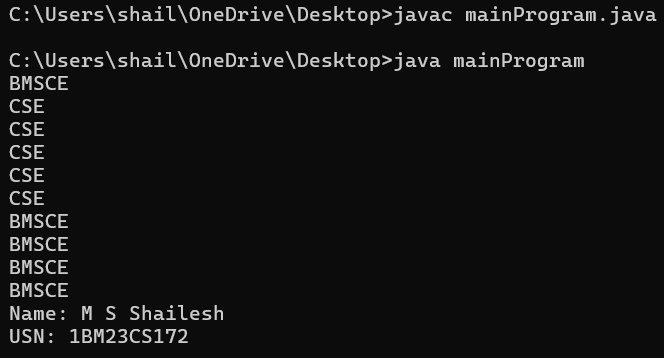 C:\Users\shail\OneDrive\Desktop>javac mainProgram.java
C:\Users\shail\OneDrive\Desktop>java mainProgram
BMSCE
CSE
CSE
CSE
CSE
CSE
BMSCE
BMSCE
BMSCE
BMSCE
Name: M S Shailesh
USN: 1BM23CS172